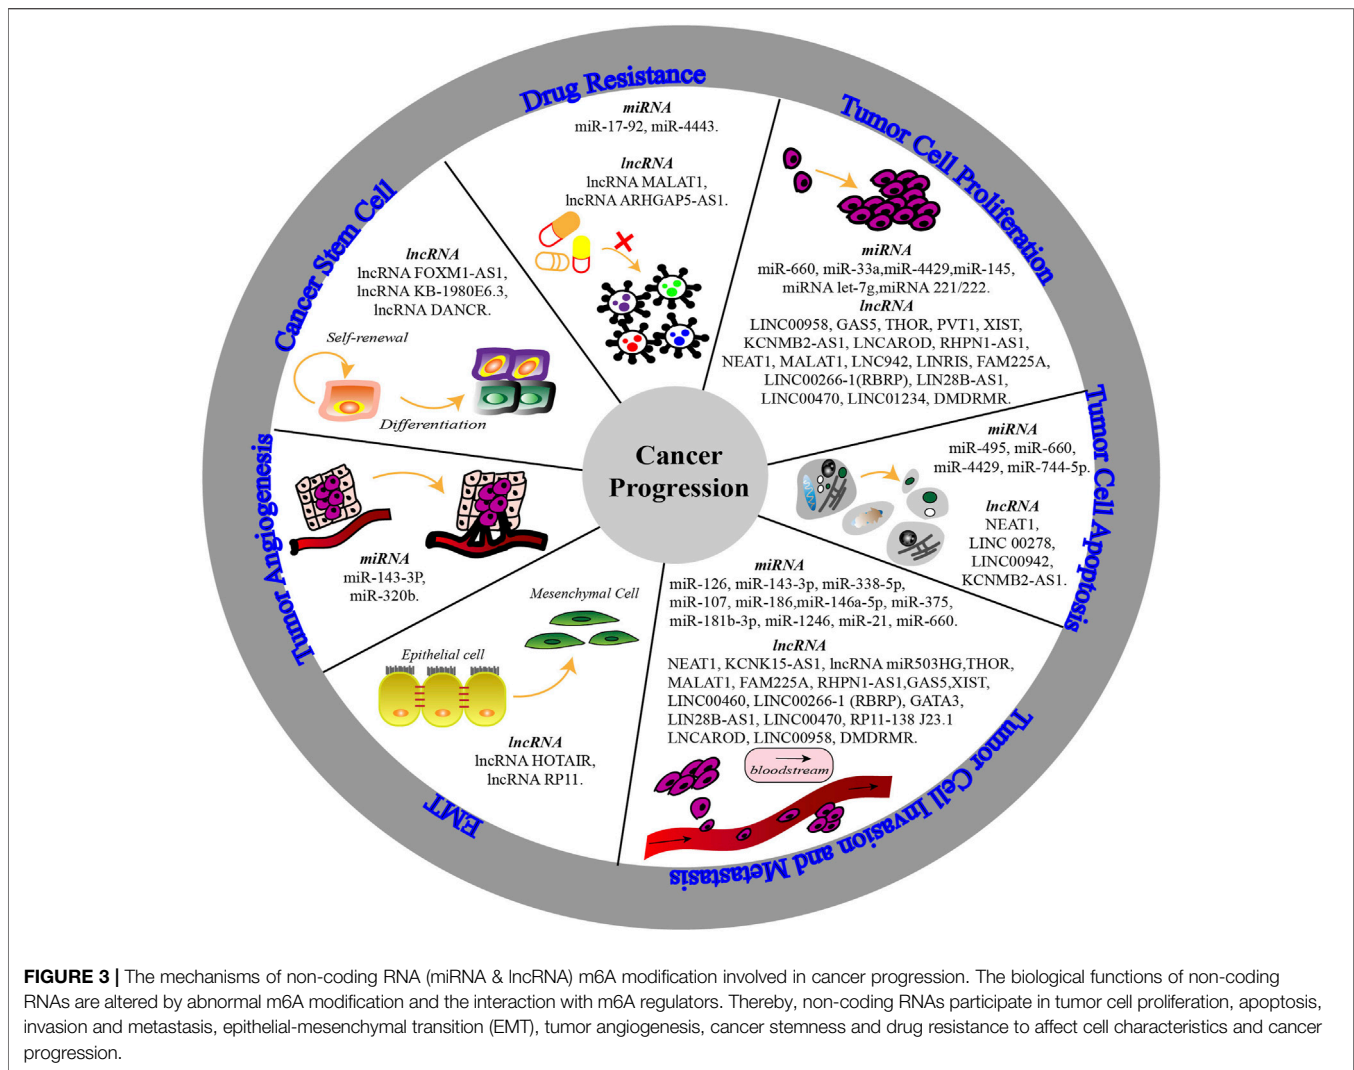 Drug Resistance
miRNA
miR-17-92, miR-4443.
lncRNA
lncRNA MALAT1,
lncRNA ARHGAP5-AS1.
Tumor Cell Proliferation
miRNA
miR-660, miR-33a,miR-4429,miR-145,
miRNA let-7g,miRNA 221/222.
lncRNA
LINC00958, GAS5, THOR, PVT1, XIST,
KCNMB2-AS1, LNCAROD, RHPN1-AS1,
NEAT1, MALAT1, LNC942, LINRIS, FAM225A,
LINC00266-1(RBRP), LIN28B-AS1,
LINC00470, LINC01234, DMDRMR.
Tumor Cell Apoptosis
miRNA
miR-495, miR-660,
miR-4429, miR-744-5p.
lncRNA
NEAT1,
LINC 00278,
LINC00942,
KCNMB2-AS1.
Tumor Cell Invasion and Metastasis
miRNA
miR-126, miR-143-3p, miR-338-5p,
miR-107, miR-186,miR-146a-5p, miR-375,
miR-181b-3p, miR-1246, miR-21, miR-660.
lncRNA
NEAT1, KCNK15-AS1, lncRNA miR503HG,THOR,
MALAT1, FAM225A, RHPN1-AS1,GAS5,XIST,
LINC00460, LINC00266-1 (RBRP), GATA3,
LIN28B-AS1, LINC00470, RP11-138 J23.1
LNCAROD, LINC00958, DMDRMR.
bloodstream
EMT
Mesenchymal Cell
Epithelial cell
lncRNA
lncRNA HOTAIR,
lncRNA RP11.
Tumor Angiogenesis
miRNA
miR-143-3P,
miR-320b.
Cancer Stem Cell
lncRNA
lncRNA FOXM1-AS1,
lncRNA KB-1980E6.3,
lncRNA DANCR.
Self-renewal
Differentiation
Cancer
Progression
FIGURE 3 | The mechanisms of non-coding RNA (miRNA & lncRNA) m6A modification involved in cancer progression. The biological functions of non-coding
RNAs are altered by abnormal m6A modification and the interaction with m6A regulators. Thereby, non-coding RNAs participate in tumor cell proliferation, apoptosis,
invasion and metastasis, epithelial-mesenchymal transition (EMT), tumor angiogenesis, cancer stemness and drug resistance to affect cell characteristics and cancer
progression.